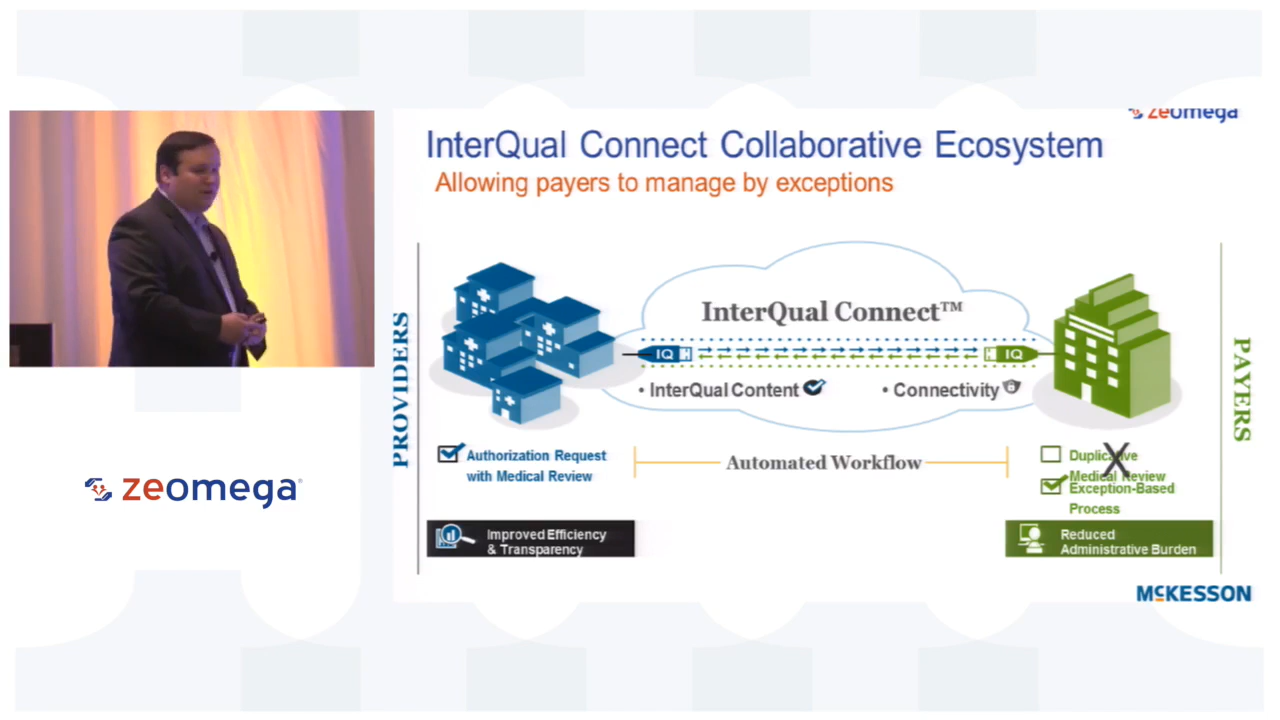 zeomega
InterQual Connect Collaborative Ecosystem
Allowing payers to manage by exceptions
PROVIDERS
InterQual Connect™
IQ
IQ
• InterQual Content
• Connectivity
PAYERS
Authorization Request
with Medical Review
Automated Workflow
Duplicative
Medical Review
Exception-Based
Process
Improved Efficiency
& Transparency
Reduced
Administrative Burden
MCKESSON
zeomega®